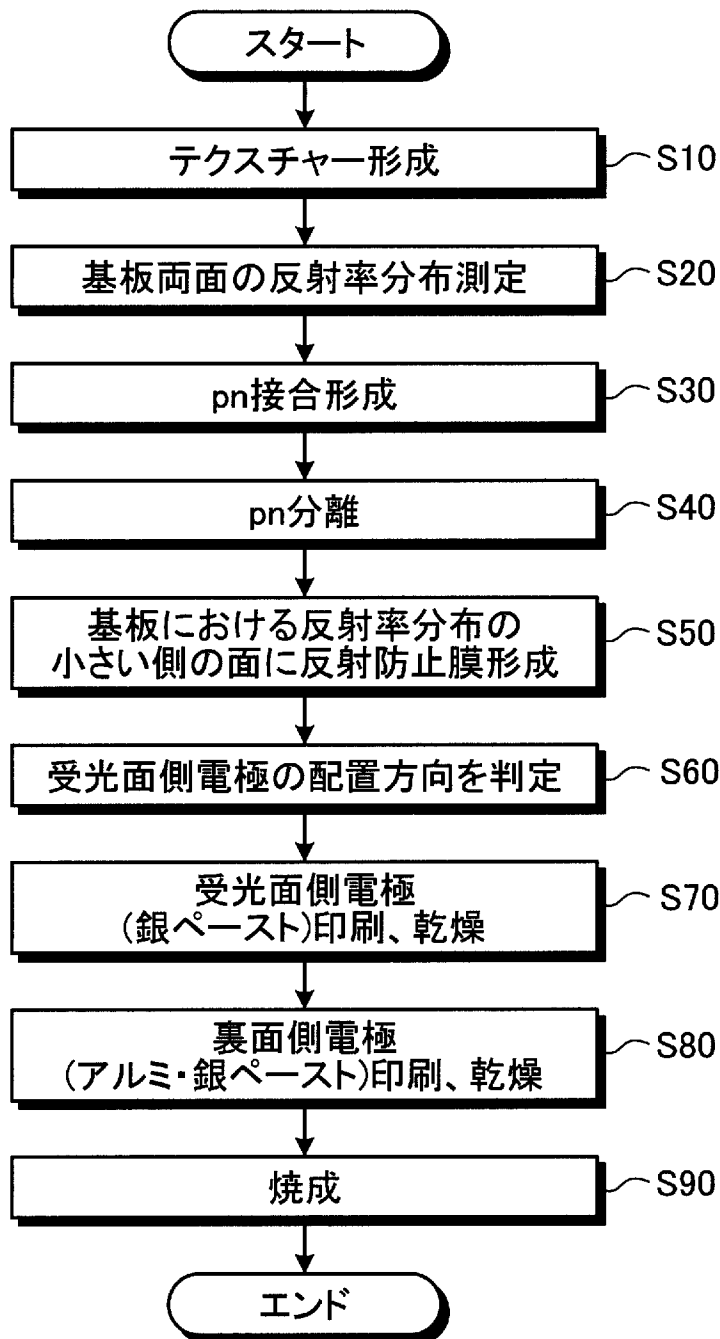 スタート
テクスチャー形成
S10
基板両面の反射率分布測定
S20
pn接合形成
S30
pn分離
S40
基板における反射率分布の
小さい側の面に反射防止膜形成
S50
受光面側電極の配置方向を判定
S60
受光面側電極
(銀ペースト)印刷、乾燥
S70
裏面側電極
(アルミ・銀ペースト)印刷、乾燥
S80
焼成
S90
エンド